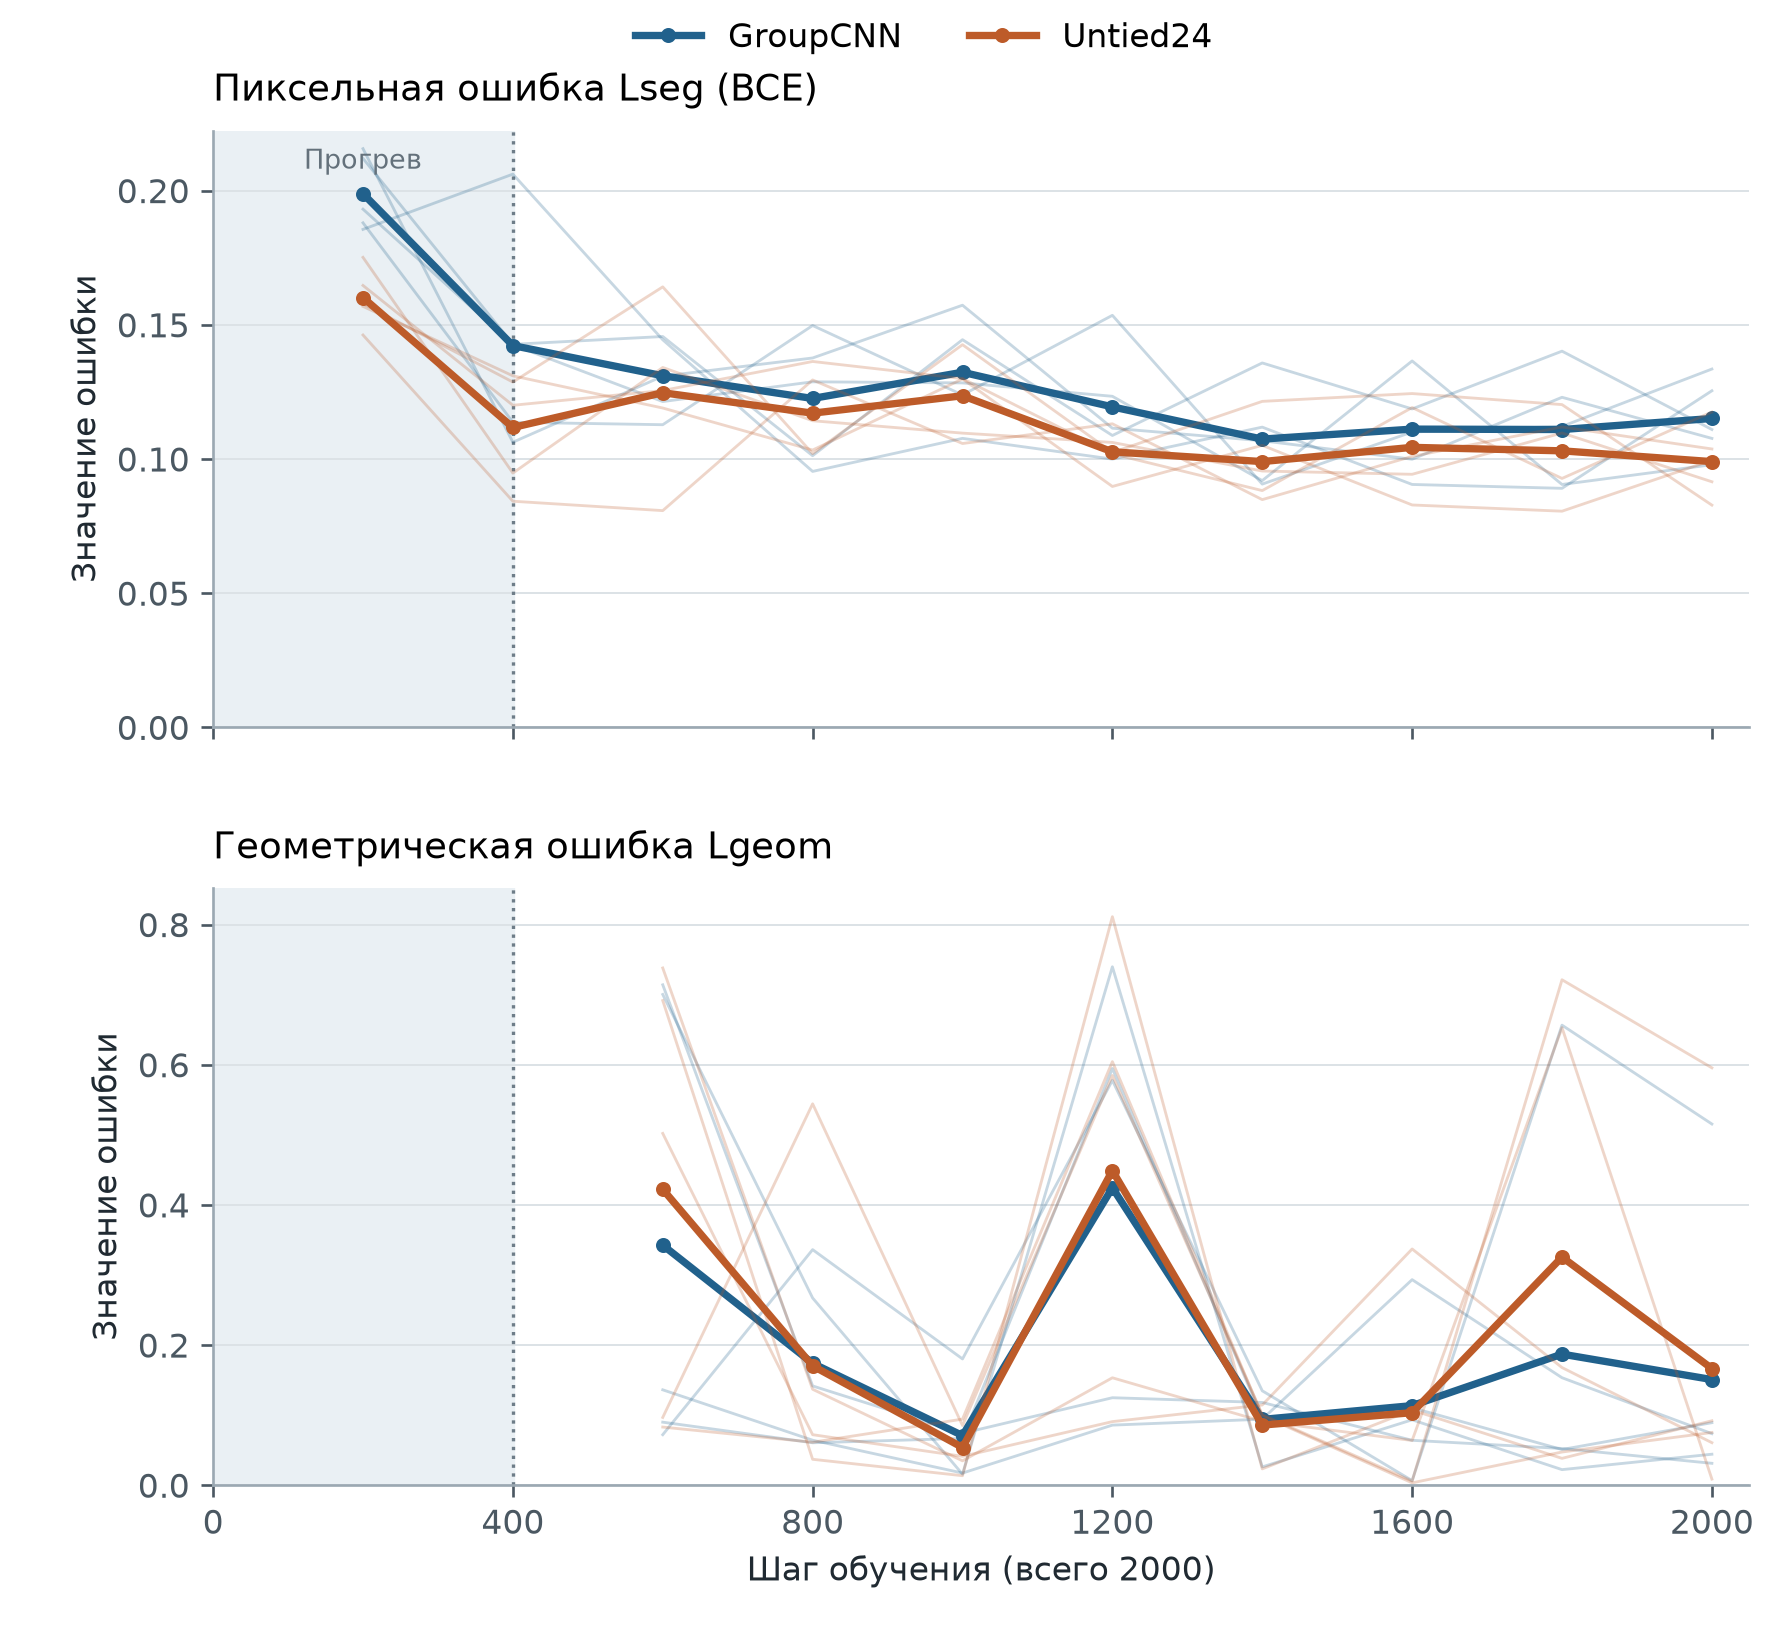 GroupCNN Untied24
Пиксельная ошибка Lseg (BCE)
Прогрев
0.20
0.15
0.10
0.05
0.00
Значение ошибки
Геометрическая ошибка Lgeom
0.8
0.6
0.4
0.2
0.0
Значение ошибки
0 400 800 1200 1600 2000
Шаг обучения (всего 2000)